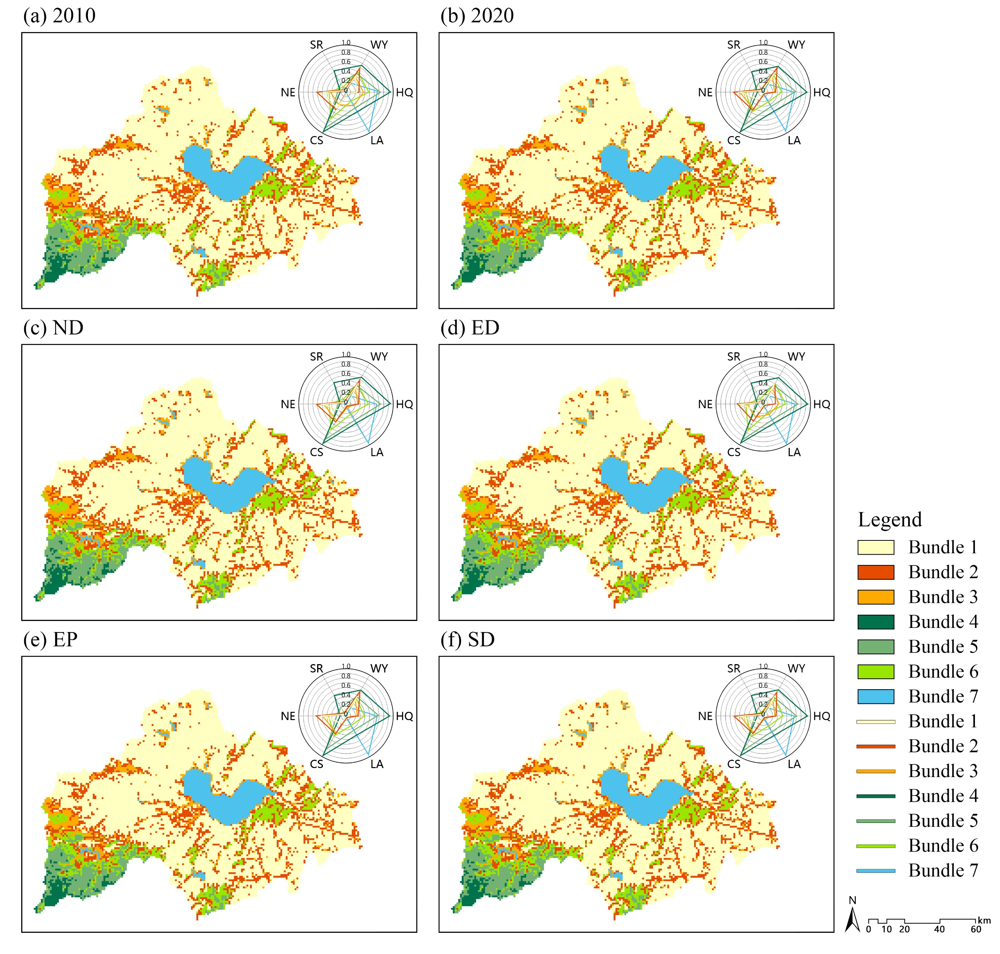 (a) 2010
(b) 2020
SR
1.0
WY
0.8
0.6
0.4
0.2
0
NE
HQ
CS
LA
SR
1.0
WY
0.8
0.6
0.4
0.2
0
NE
HQ
CS
LA
(c) ND
(d) ED
SR
1.0
WY
0.8
0.6
0.4
0.2
0
NE
HQ
CS
LA
SR
1.0
WY
0.8
0.6
0.4
0.2
0
NE
HQ
CS
LA
(e) EP
(f) SD
SR
1.0
WY
0.8
0.6
0.4
0.2
0
NE
HQ
CS
LA
SR
1.0
WY
0.8
0.6
0.4
0.2
0
NE
HQ
CS
LA
Legend
Bundle 1
Bundle 2
Bundle 3
Bundle 4
Bundle 5
Bundle 6
Bundle 7
Bundle 1
Bundle 2
Bundle 3
Bundle 4
Bundle 5
Bundle 6
Bundle 7
N
km
0 10 20 40 60